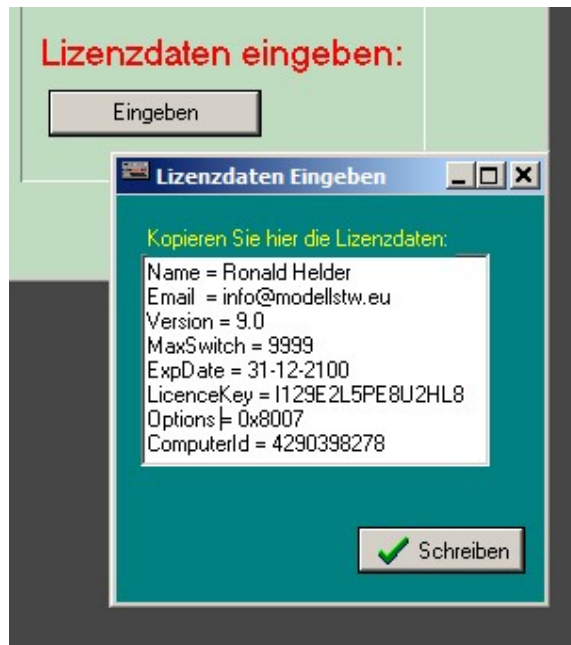 Lizenzdaten eingeben:
Eingeben
Lizenzdaten Eingeben
Kopieren Sie hier die Lizenzdaten:
Name = Ronald Helder
Email = info@modellstw.eu
Version = 9.0
MaxSwitch = 9999
ExpDate = 31-12-2100
LicenceKey = I129E2L5PE8U2HL8
Options = 0x8007
ComputerId = 4290398278
Schreiben